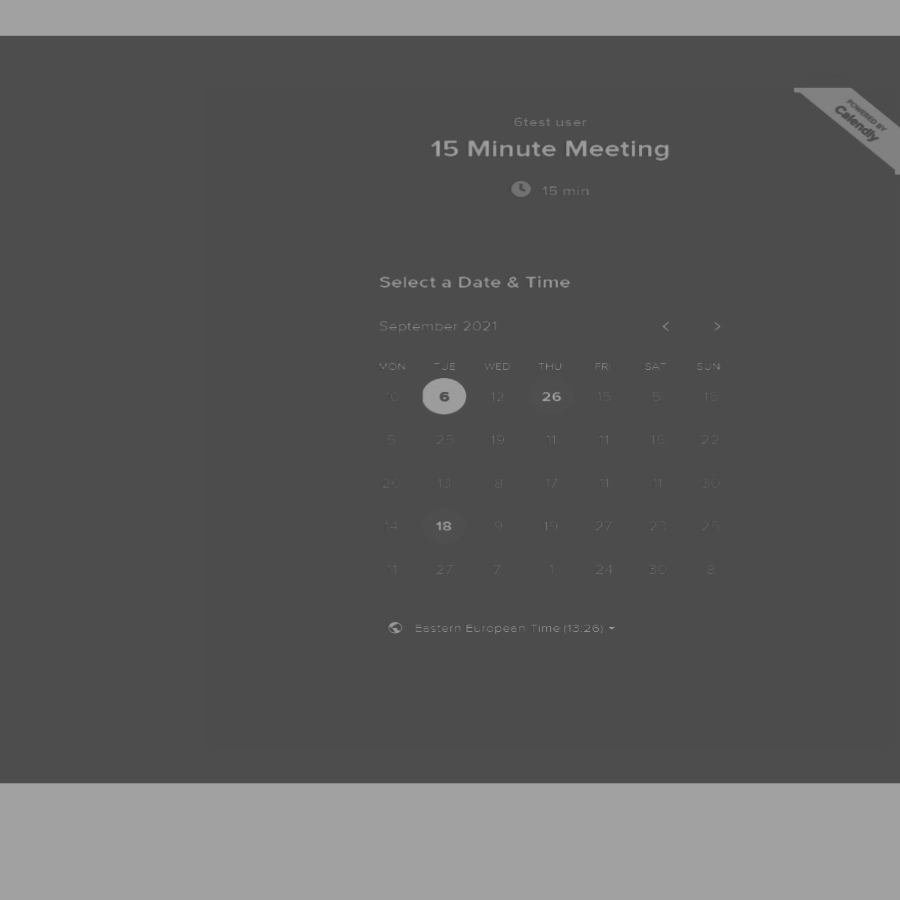 POWERED BY
Calendly
6test user
15 Minute Meeting
15 min
Select a Date & Time
September 2021
< >
MON TUE WED THU FRI SAT SUN
10 6 12 26 15 5 16
5 25 19 11 11 16 22
20 13 8 17 11 11 30
14 18 9 19 27 23 25
11 27 7 1 24 30 8
Eastern European Time (13:26)